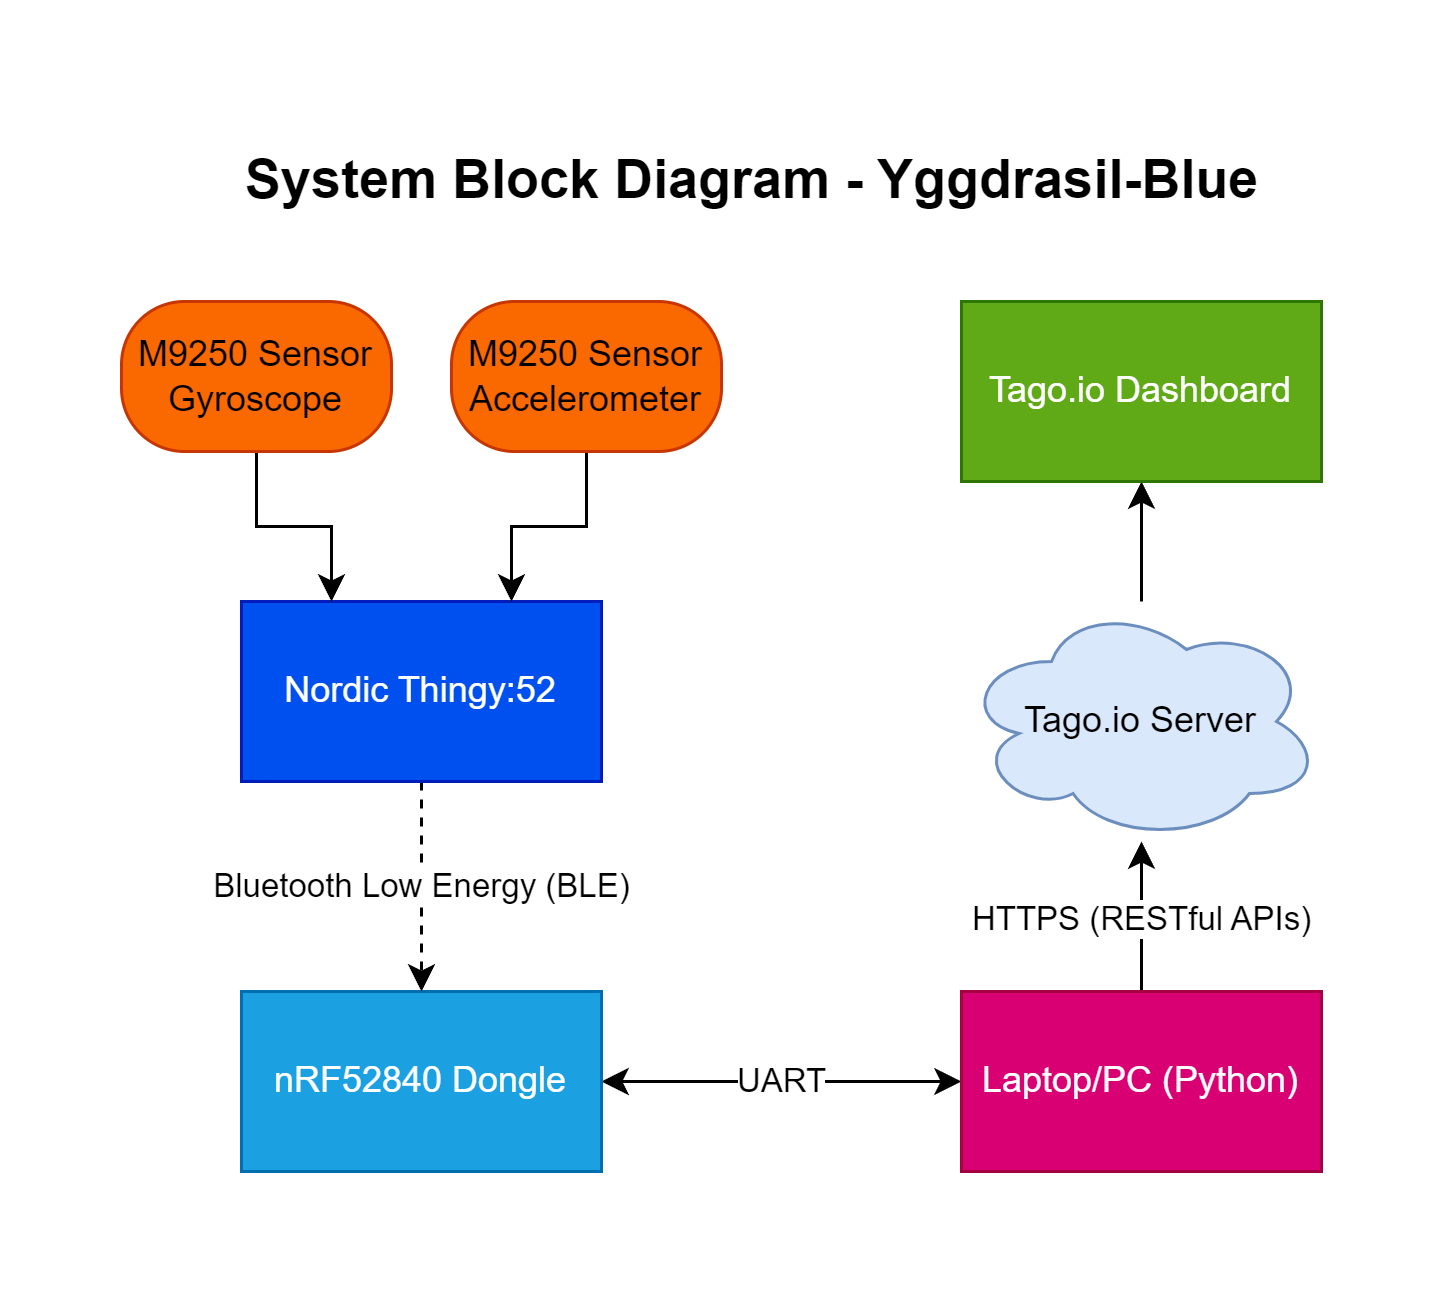 System Block Diagram - Yggdrasil-Blue
M9250 Sensor
Gyroscope
M9250 Sensor
Accelerometer
Tago.io Dashboard
Nordic Thingy:52
Tago.io Server
Bluetooth Low Energy (BLE)
HTTPS (RESTful APIs)
nRF52840 Dongle
UART
Laptop/PC (Python)